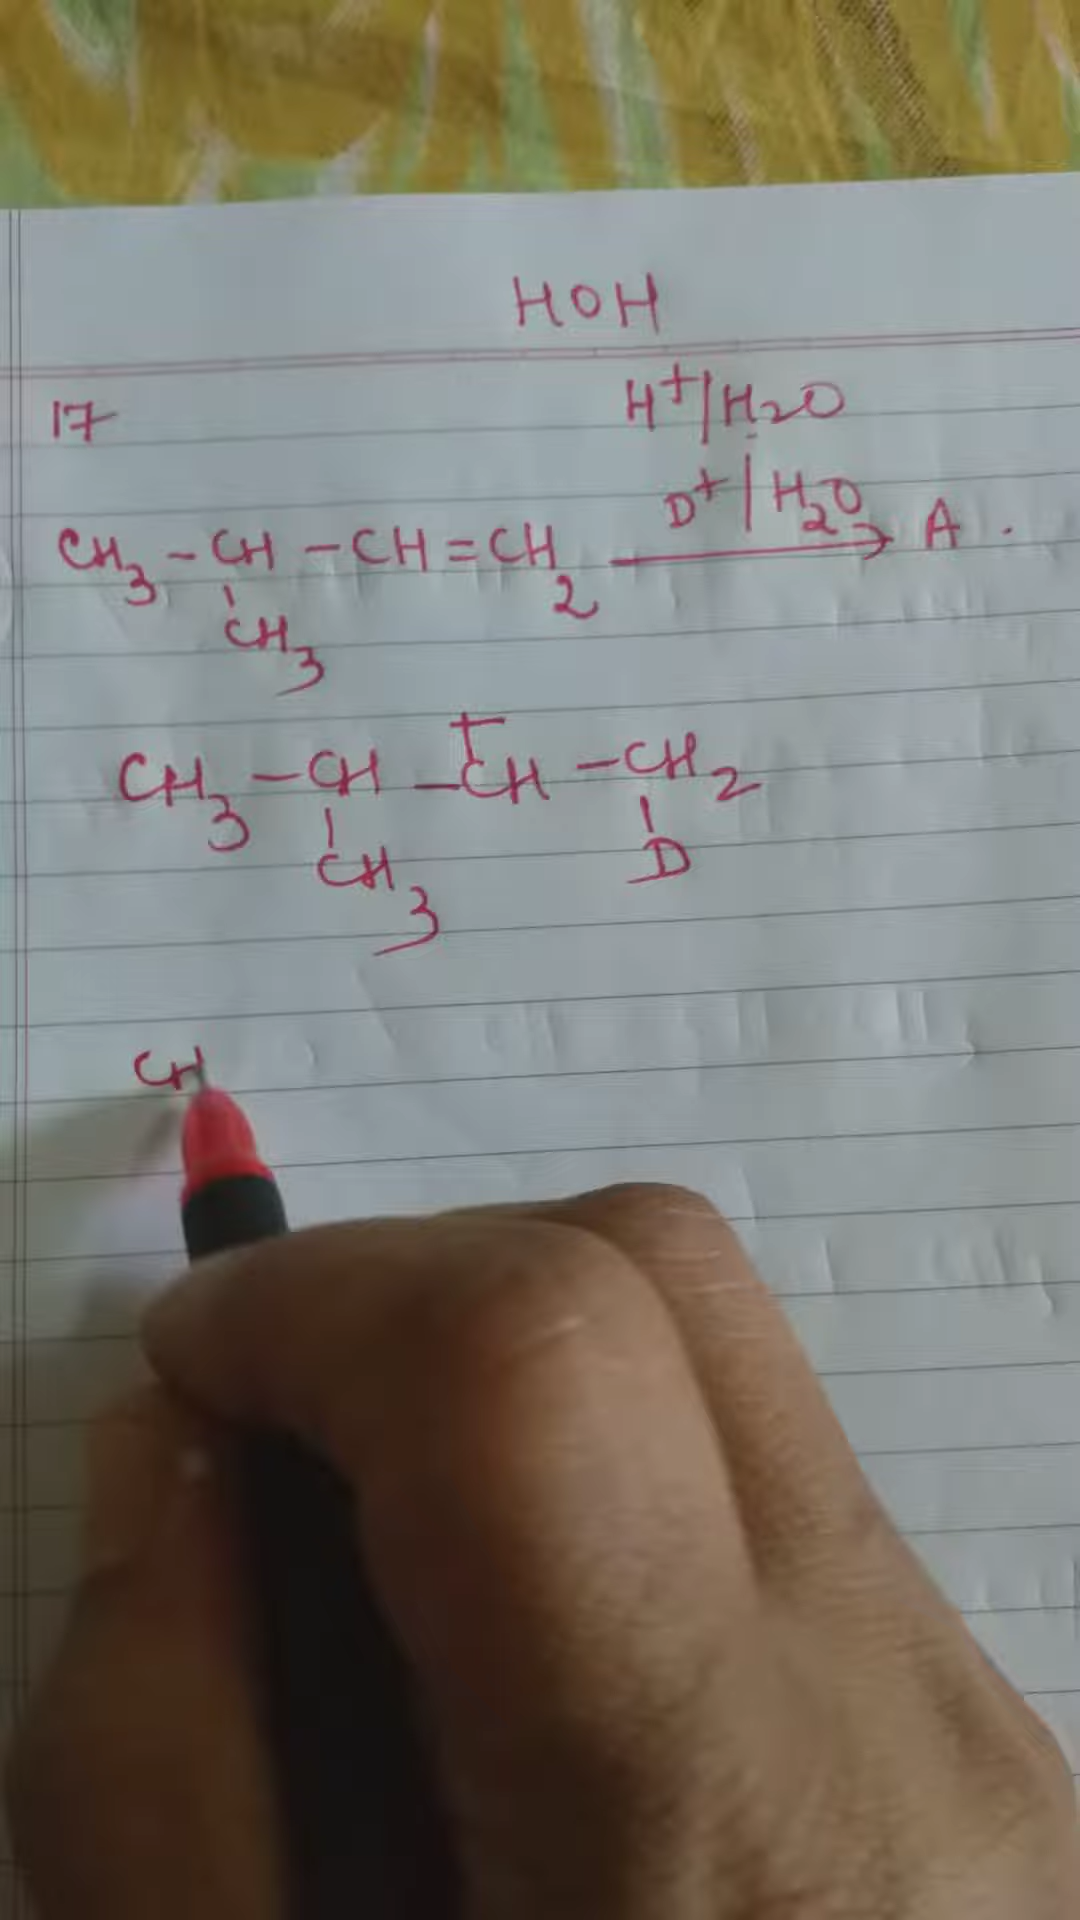 HOH
17
H+/H2O
D+/H2O
CH3-CH-CH=CH2 → A.
CH3
CH3-CH-CH-CH2
+
CH3 D
CH